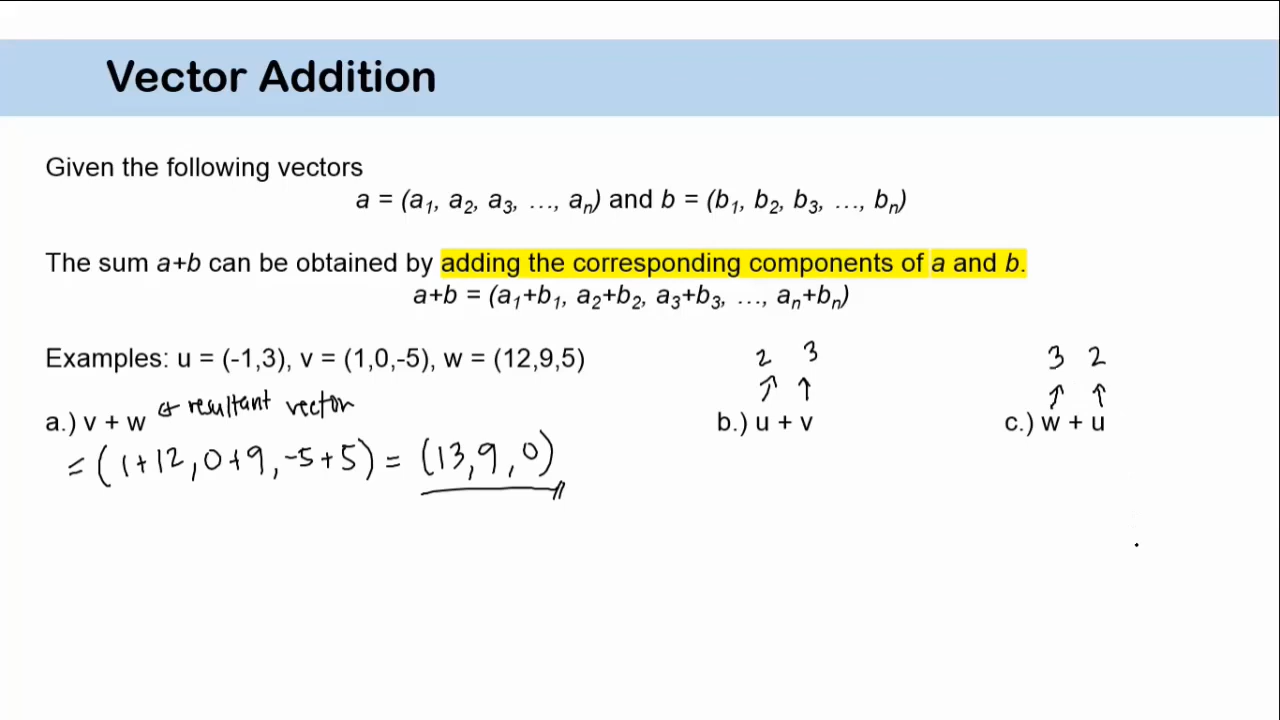 Vector Addition
Given the following vectors
a = (a₁, a₂, a₃, …, aₙ) and b = (b₁, b₂, b₃, …, bₙ)
The sum a+b can be obtained by adding the corresponding components of a and b.
a+b = (a₁+b₁, a₂+b₂, a₃+b₃, …, aₙ+bₙ)
Examples: u = (-1,3), v = (1,0,-5), w = (12,9,5)
2 3
3 2
↗ ↑
↑ ↑
a.) v + w
resultant vector
b.) u + v
c.) w + u
= (1+12, 0+9, -5+5) = (13, 9, 0)